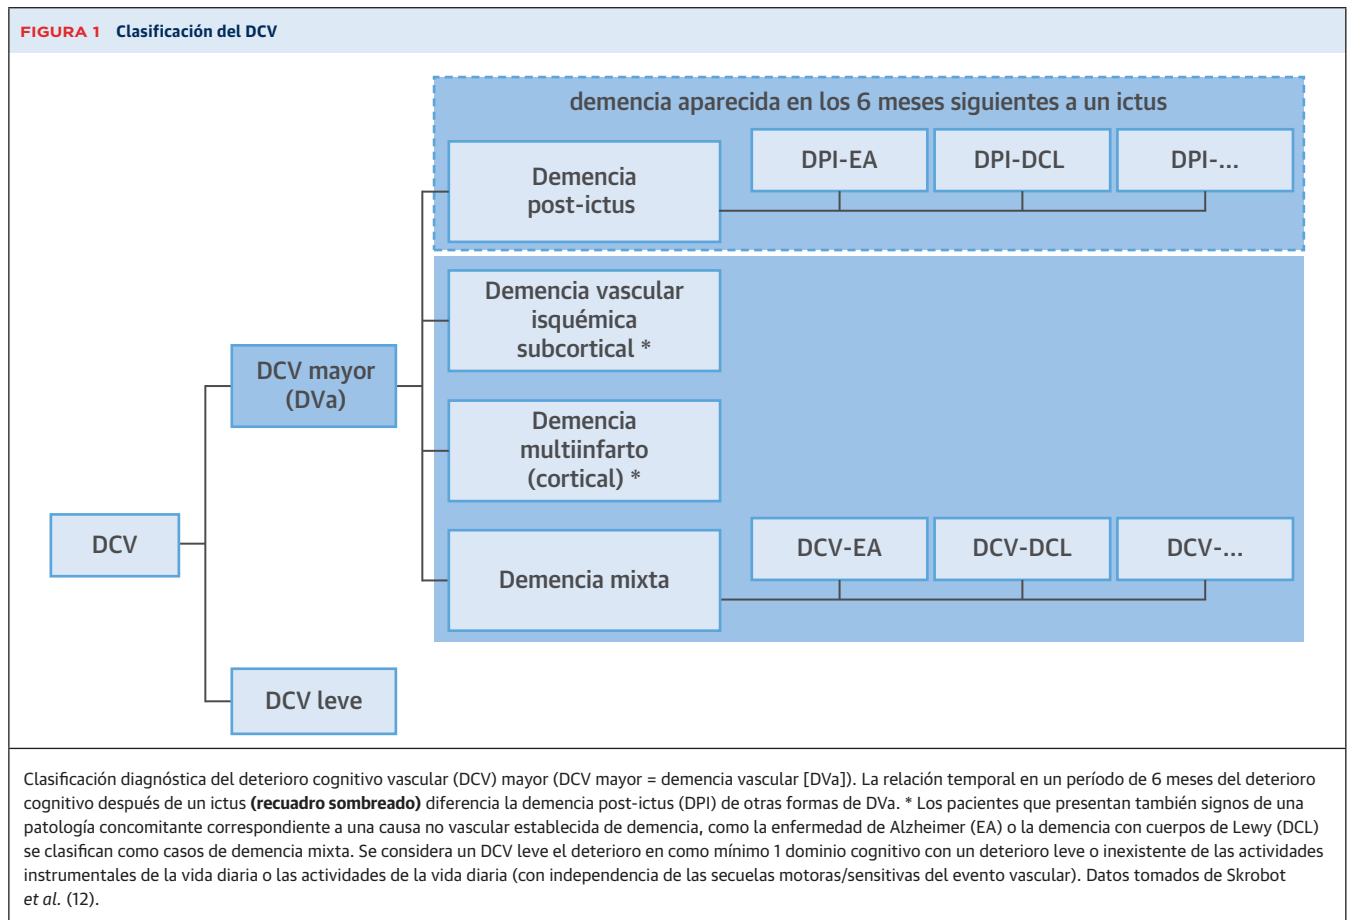 FIGURA 1 Clasificación del DCV
demencia aparecida en los 6 meses siguientes a un ictus
Demencia
post-ictus
DPI-EA
DPI-DCL
DPI-...
Demencia vascular
isquémica
subcortical *
DCV mayor
(DVa)
Demencia
multiinfarto
(cortical) *
DCV
Demencia mixta
DCV-EA
DCV-DCL
DCV-...
DCV leve
Clasificación diagnóstica del deterioro cognitivo vascular (DCV) mayor (DCV mayor = demencia vascular [DVa]). La relación temporal en un período de 6 meses del deterioro
cognitivo después de un ictus (recuadro sombreado) diferencia la demencia post-ictus (DPI) de otras formas de DVa. * Los pacientes que presentan también signos de una
patología concomitante correspondiente a una causa no vascular establecida de demencia, como la enfermedad de Alzheimer (EA) o la demencia con cuerpos de Lewy (DCL)
se clasifican como casos de demencia mixta. Se considera un DCV leve el deterioro en como mínimo 1 dominio cognitivo con un deterioro leve o inexistente de las actividades
instrumentales de la vida diaria o las actividades de la vida diaria (con independencia de las secuelas motoras/sensitivas del evento vascular). Datos tomados de Skrobot
et al. (12).